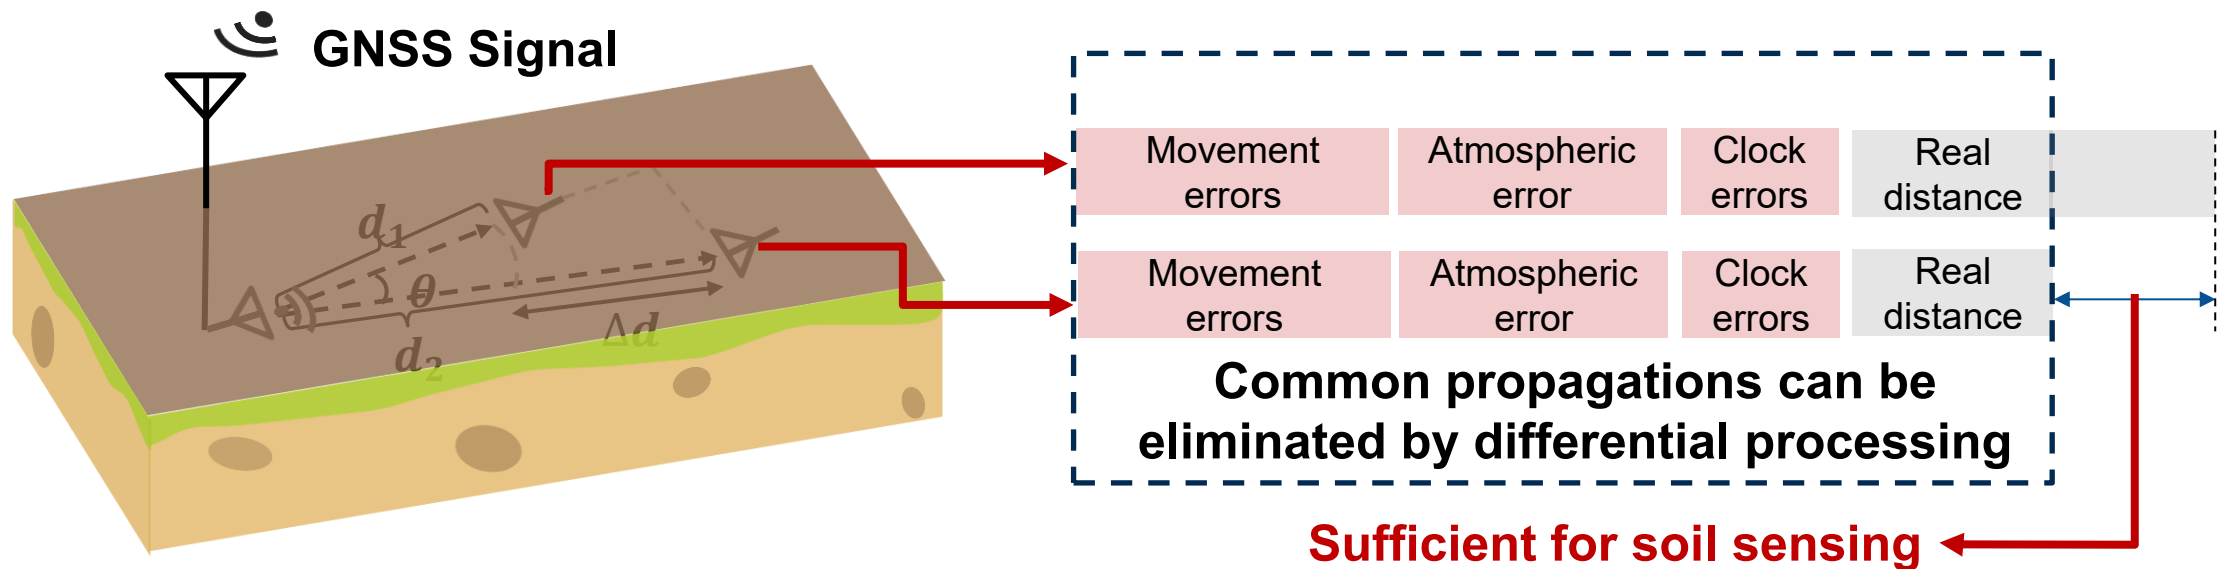 GNSS Signal
d₁
θ
d₂
Δd
Movement
errors
Atmospheric
error
Clock
errors
Real
distance
Movement
errors
Atmospheric
error
Clock
errors
Real
distance
Common propagations can be
eliminated by differential processing
Sufficient for soil sensing